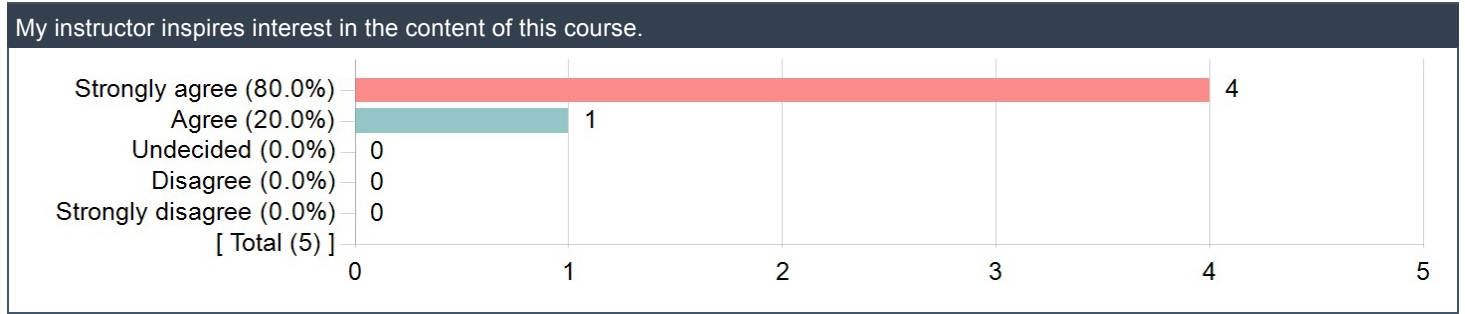 My instructor inspires interest in the content of this course.
Strongly agree (80.0%) 4
Agree (20.0%) 1
Undecided (0.0%) 0
Disagree (0.0%) 0
Strongly disagree (0.0%) 0
[ Total (5) ]
0 1 2 3 4 5